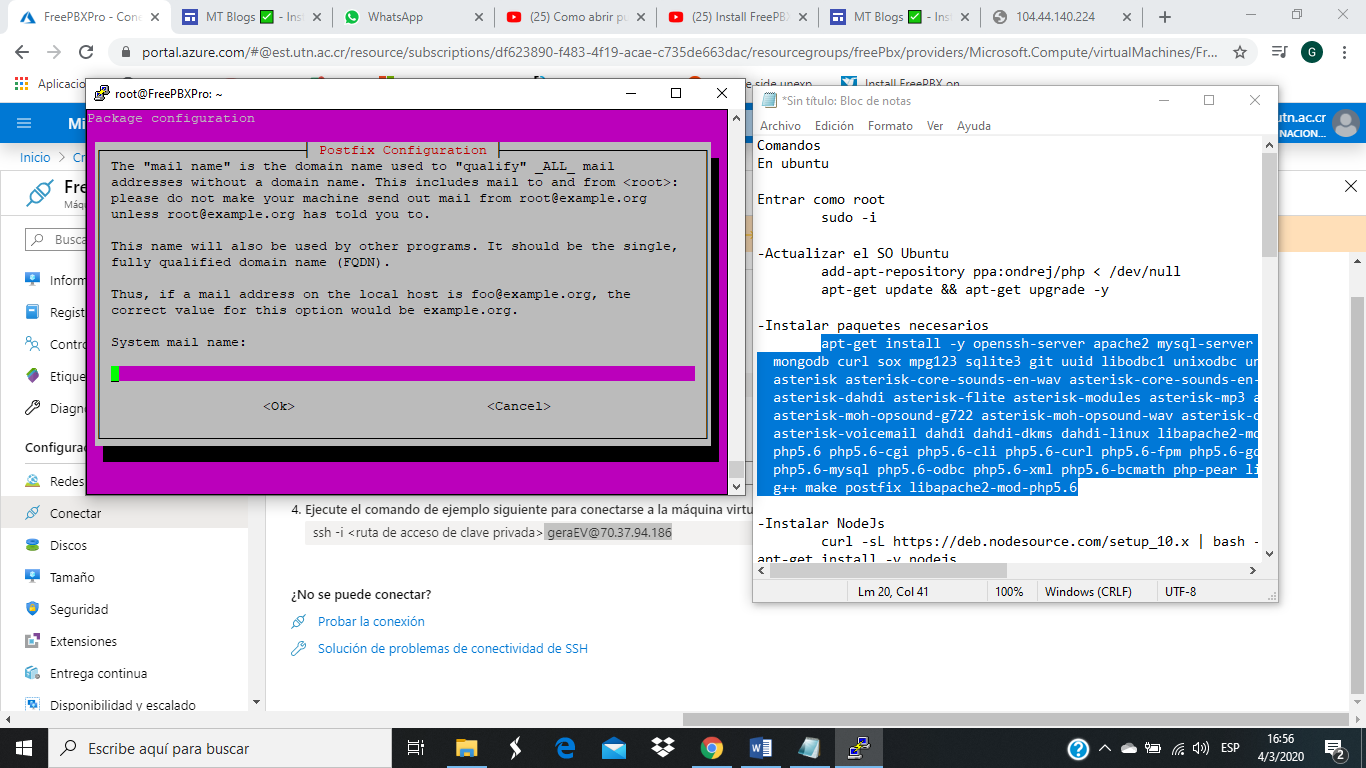 FreePBXPro - Cone
MT Blogs ✅ - Ins
WhatsApp
(25) Como abrir pu
(25) Install FreePB
MT Blogs ✅ - Ins
104.44.140.224
portal.azure.com/#@est.utn.ac.cr/resource/subscriptions/df623890-f483-4f19-acae-c735de663dac/resourcegroups/freePbx/providers/Microsoft.Compute/virtualMachines/Fr...
G
Aplicacio
e side unexp
Install FreePBX on
Mi
utn.ac.cr
NACION...
Inicio > Cr
Fre
Máqu
Busca
Inform
Regist
Contro
Etique
Diagn
Configurac
Redes
Conectar
Discos
Tamaño
Seguridad
Extensiones
Entrega continua
Disponibilidad y escalado
root@FreePBXPro: ~
Package configuration
Postfix Configuration
The "mail name" is the domain name used to "qualify" _ALL_ mail
addresses without a domain name. This includes mail to and from <root>:
please do not make your machine send out mail from root@example.org
unless root@example.org has told you to.
This name will also be used by other programs. It should be the single,
fully qualified domain name (FQDN).
Thus, if a mail address on the local host is foo@example.org, the
correct value for this option would be example.org.
System mail name:
<Ok> <Cancel>
4. Ejecute el comando de ejemplo siguiente para conectarse a la máquina virtu
ssh -i <ruta de acceso de clave privada> geraEV@70.37.94.186
¿No se puede conectar?
Probar la conexión
Solución de problemas de conectividad de SSH
*Sin título: Bloc de notas
Archivo Edición Formato Ver Ayuda
Comandos
En ubuntu
Entrar como root
sudo -i
-Actualizar el SO Ubuntu
add-apt-repository ppa:ondrej/php < /dev/null
apt-get update && apt-get upgrade -y
-Instalar paquetes necesarios
apt-get install -y openssh-server apache2 mysql-server
mongodb curl sox mpg123 sqlite3 git uuid libodbc1 unixodbc un
asterisk asterisk-core-sounds-en-wav asterisk-core-sounds-en-
asterisk-dahdi asterisk-flite asterisk-modules asterisk-mp3 a
asterisk-moh-opsound-g722 asterisk-moh-opsound-wav asterisk-o
asterisk-voicemail dahdi dahdi-dkms dahdi-linux libapache2-mo
php5.6 php5.6-cgi php5.6-cli php5.6-curl php5.6-fpm php5.6-gd
php5.6-mysql php5.6-odbc php5.6-xml php5.6-bcmath php-pear li
g++ make postfix libapache2-mod-php5.6
-Instalar NodeJs
curl -sL https://deb.nodesource.com/setup_10.x | bash -
apt-get install -y nodejs
Lm 20, Col 41
100%
Windows (CRLF)
UTF-8
Escribe aquí para buscar
ESP
16:56
4/3/2020
2